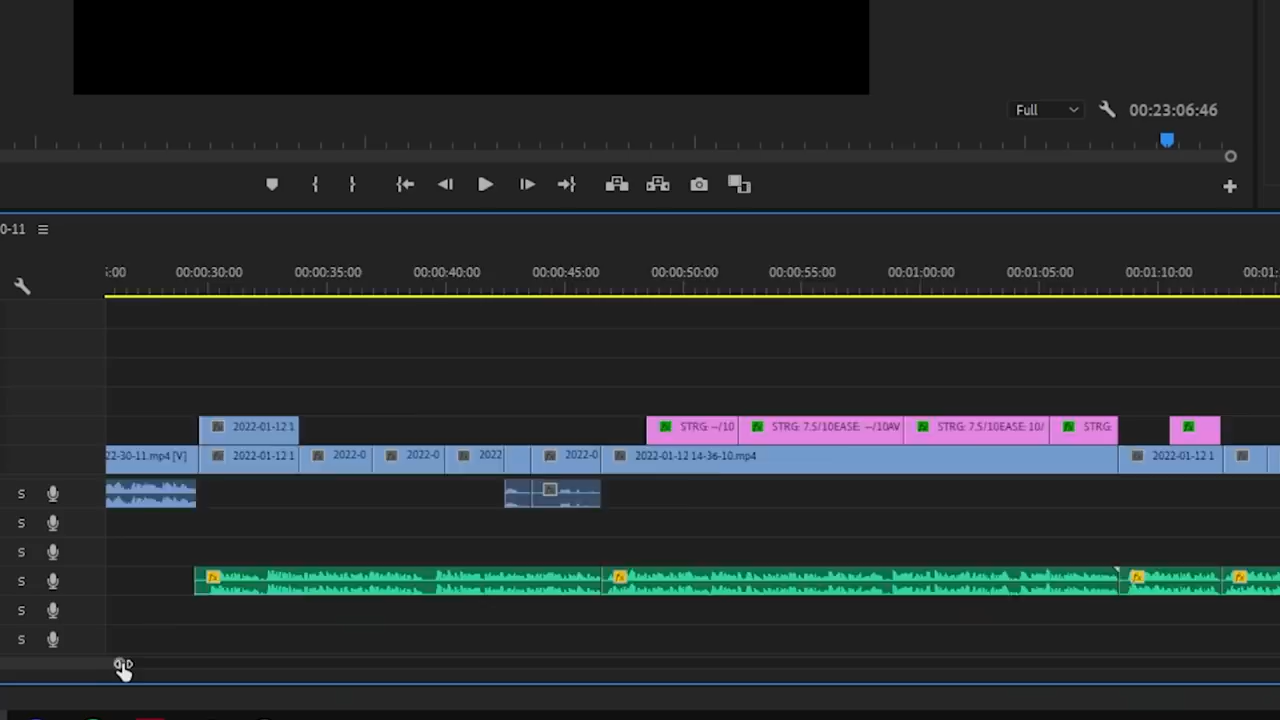 Full 00:23:06:46
0-11
:00 00:00:30:00 00:00:35:00 00:00:40:00 00:00:45:00 00:00:50:00 00:00:55:00 00:01:00:00 00:01:05:00 00:01:10:00 00:01:
2022-01-12 1 STRG: --/10 STRG: 7.5/10EASE: --/10AV STRG: 7.5/10EASE: 10/ STRG:
22-30-11.mp4 [V] 2022-01-12 1 2022-0 2022-0 2022 2022-0 2022-01-12 14-36-10.mp4 2022-01-12 1
S
S
S
S
S
S